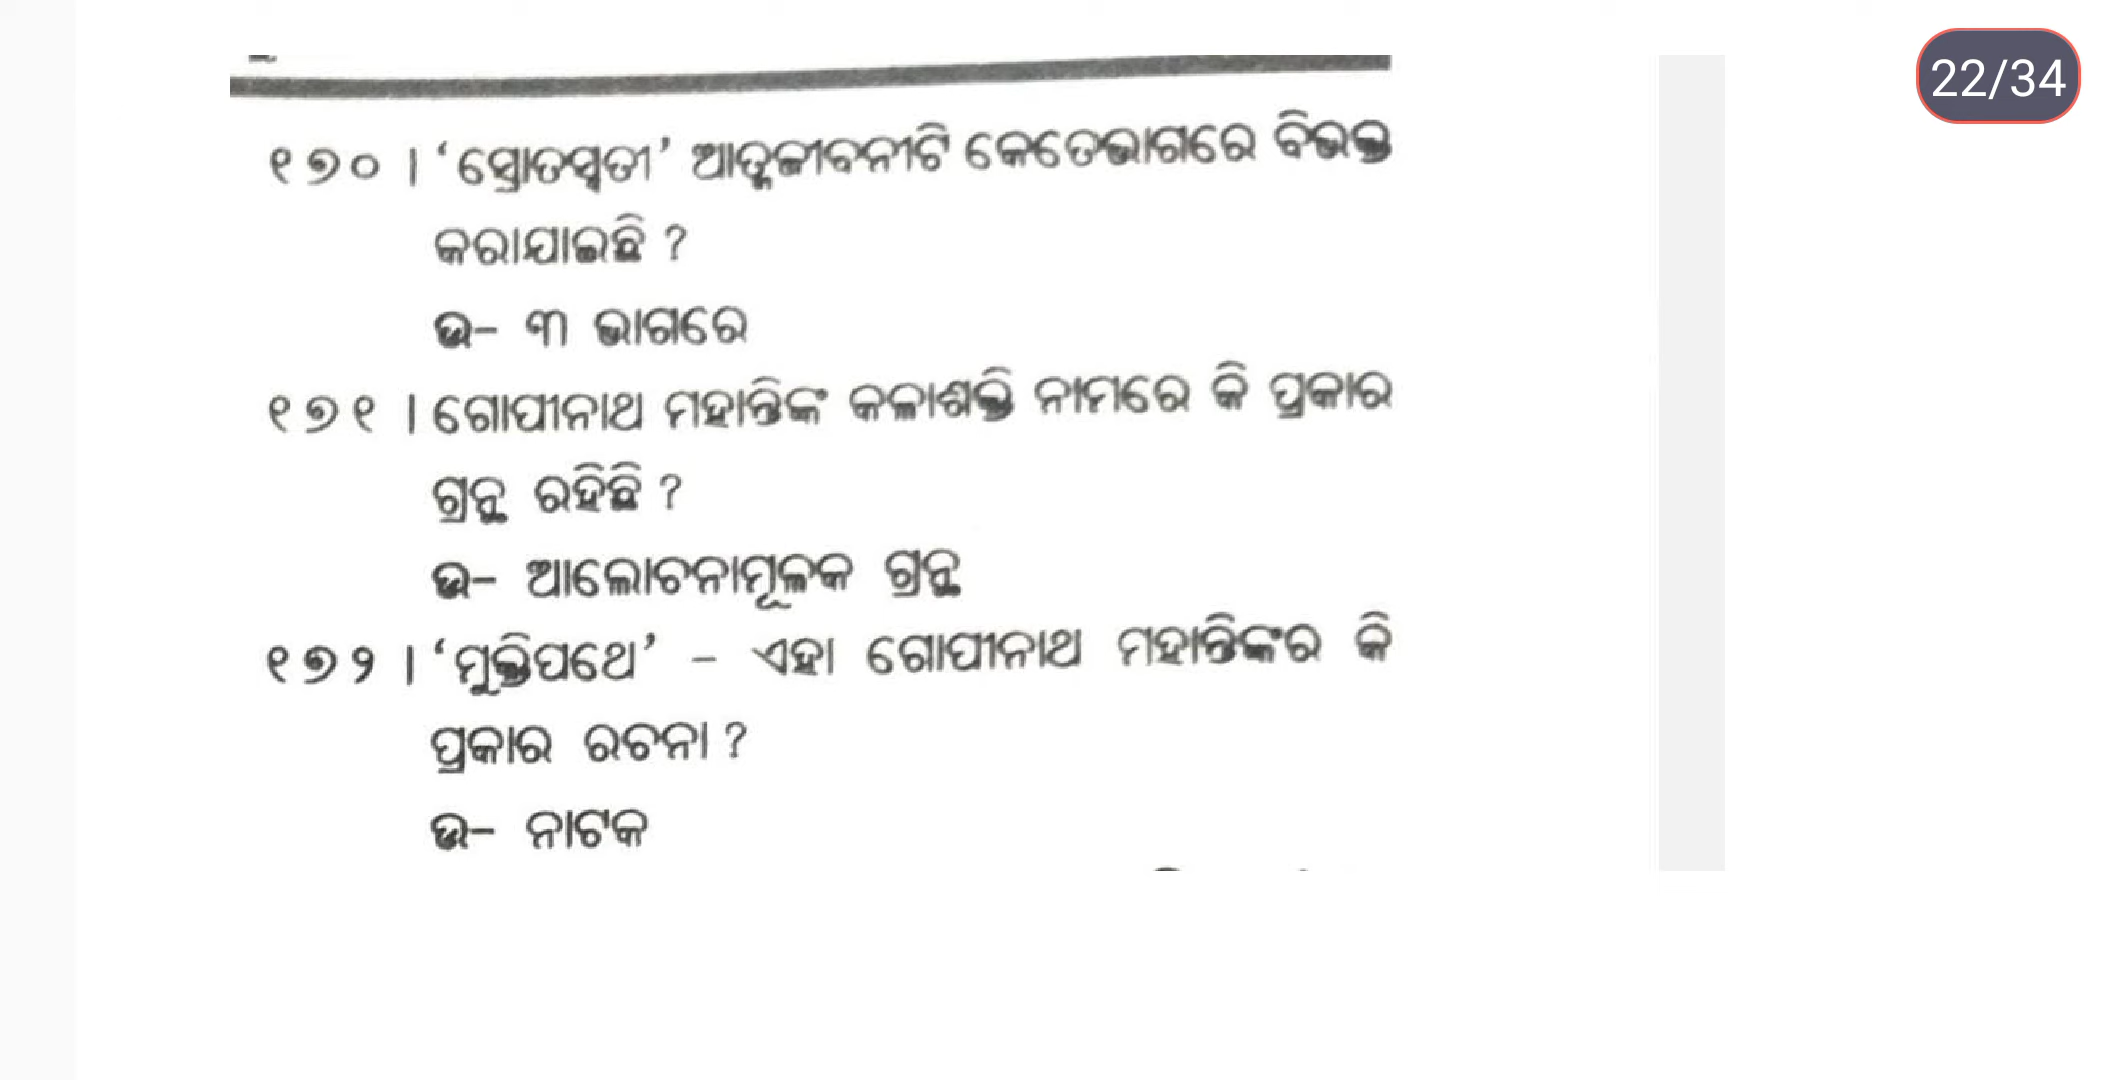 22/34
୧୭୦ । ‘ସ୍ରୋତସ୍ୱତୀ’ ଆତ୍ମଜୀବନୀଟି କେତେଭାଗରେ ବିଭକ୍ତ
କରାଯାଇଛି ?
ଉ– ୩ ଭାଗରେ
୧୭୧ । ଗୋପୀନାଥ ମହାନ୍ତିଙ୍କ କଳାଶକ୍ତି ନାମରେ କି ପ୍ରକାର
ଗ୍ରନ୍ଥ ରହିଛି ?
ଉ– ଆଲୋଚନାମୂଳକ ଗ୍ରନ୍ଥ
୧୭୨ । ‘ମୁକ୍ତିପଥେ’ – ଏହା ଗୋପୀନାଥ ମହାନ୍ତିଙ୍କର କି
ପ୍ରକାର ରଚନା ?
ଉ– ନାଟକ